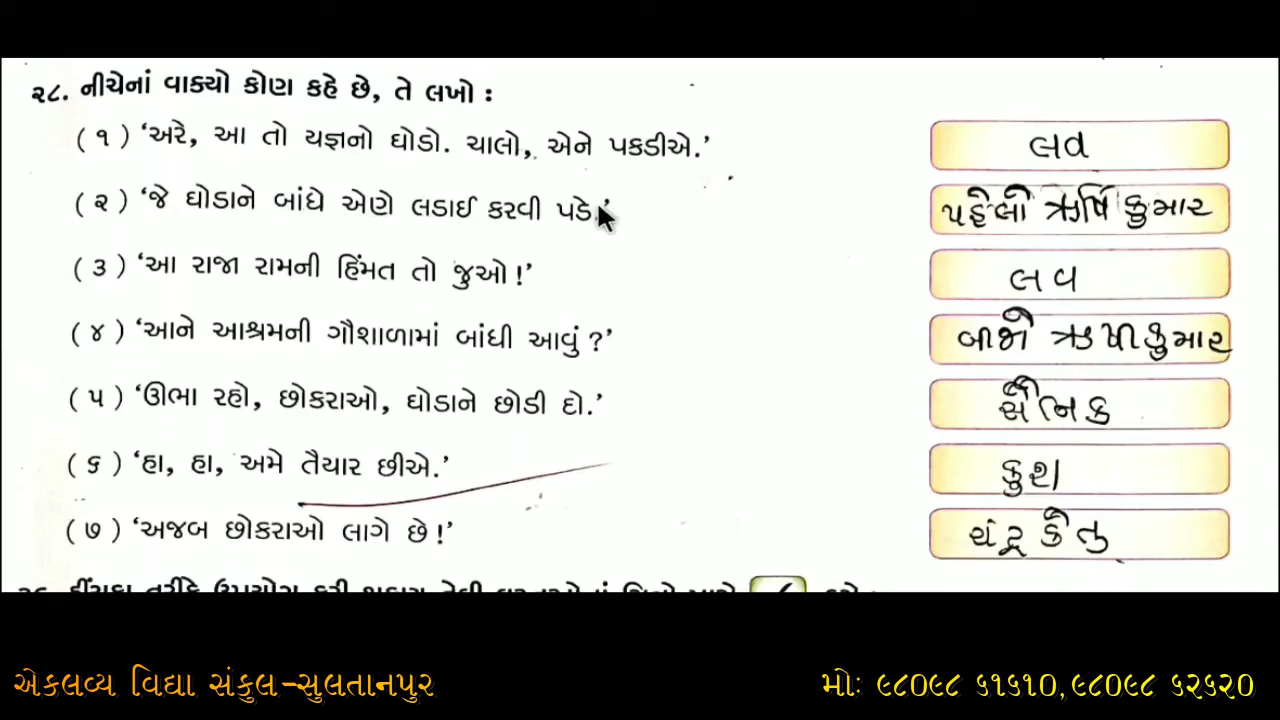 ૨૮. નીચેનાં વાક્યો કોણ કહે છે, તે લખો :
( ૧ ) ‘અરે, આ તો યજ્ઞનો ઘોડો. ચાલો, એને પકડીએ.’ લવ
( ૨ ) ‘જે ઘોડાને બાંધે એણે લડાઈ કરવી પડે.’ પહેલો ઋષિ કુમાર
( ૩ ) ‘આ રાજા રામની હિંમત તો જુઓ !’ લવ
( ૪ ) ‘આને આશ્રમની ગૌશાળામાં બાંધી આવું ?’ બીજો ઋષીકુમાર
( ૫ ) ‘ઊભા રહો, છોકરાઓ, ઘોડાને છોડી દો.’ સૈનિક
( ૬ ) ‘હા, હા, અમે તૈયાર છીએ.’ કુશ
( ૭ ) ‘અજબ છોકરાઓ લાગે છે !’ ચંદ્રકેતુ
એકલવ્ય વિદ્યા સંકુલ-સુલતાનપુર
મોઃ ૯૮૦૯૮ ૬૧૬૧૦,૯૮૦૯૮ ૬૨૬૨૦